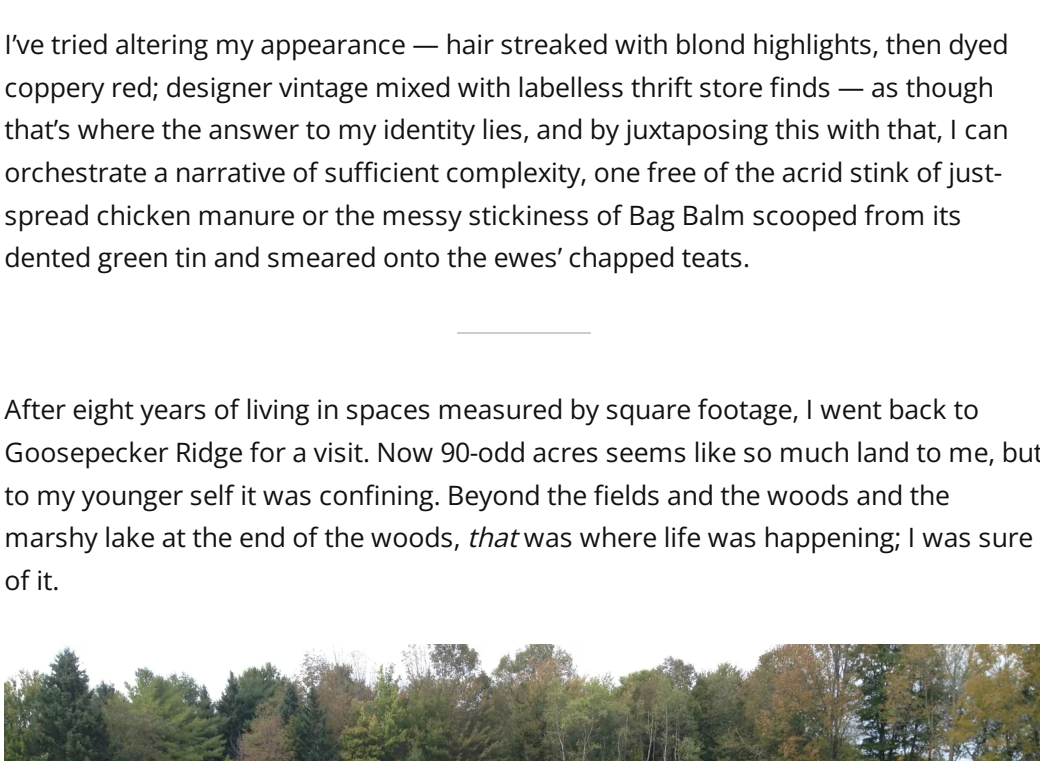 I’ve tried altering my appearance — hair streaked with blond highlights, then dyed
coppery red; designer vintage mixed with labelless thrift store finds — as though
that’s where the answer to my identity lies, and by juxtaposing this with that, I can
orchestrate a narrative of sufficient complexity, one free of the acrid stink of just-
spread chicken manure or the messy stickiness of Bag Balm scooped from its
dented green tin and smeared onto the ewes’ chapped teats.
After eight years of living in spaces measured by square footage, I went back to
Goosepecker Ridge for a visit. Now 90-odd acres seems like so much land to me, but
to my younger self it was confining. Beyond the fields and the woods and the
marshy lake at the end of the woods, that was where life was happening; I was sure
of it.